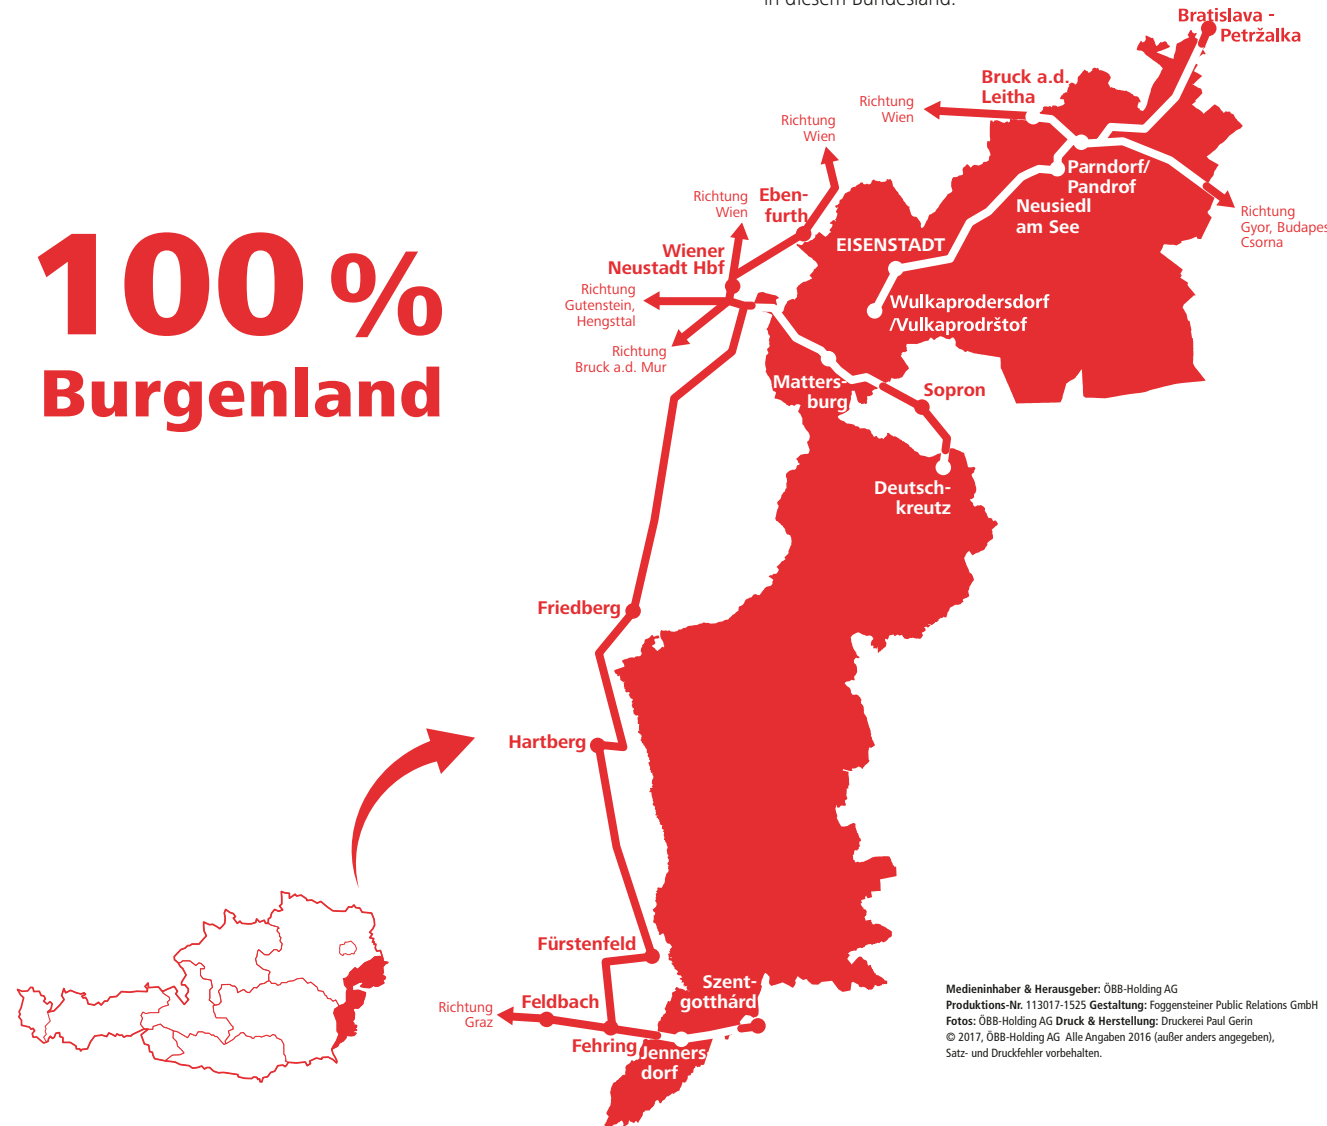 in diesem Bundesland.
Bratislava -
Petržalka
Bruck a.d.
Leitha
Richtung
Wien
Richtung
Wien
Parndorf/
Pandrof
Neusiedl
am See
Richtung
Gyor, Budapes
Csorna
Eben-
furth
Richtung
Wien
EISENSTADT
Wiener
Neustadt Hbf
Richtung
Gutenstein,
Hengsttal
Wulkaprodersdorf
/Vulkaprodrštof
Richtung
Bruck a.d. Mur
100 %
Burgenland
Matters-
burg
Sopron
Deutsch-
kreutz
Friedberg
Hartberg
Fürstenfeld
Szent-
gotthárd
Feldbach
Richtung
Graz
Fehring
Jenners
dorf
Medieninhaber & Herausgeber: ÖBB-Holding AG
Produktions-Nr. 113017-1525 Gestaltung: Foggensteiner Public Relations GmbH
Fotos: ÖBB-Holding AG Druck & Herstellung: Druckerei Paul Gerin
© 2017, ÖBB-Holding AG Alle Angaben 2016 (außer anders angegeben),
Satz- und Druckfehler vorbehalten.